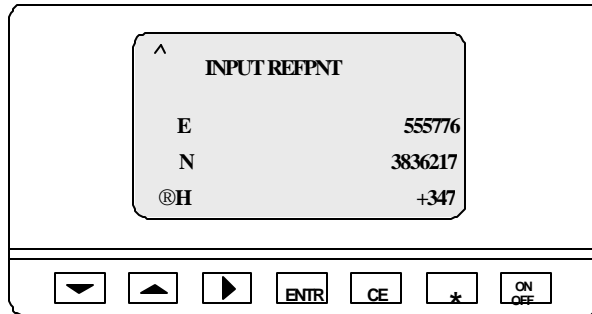 ^
INPUT REFPNT
E 555776
N 3836217
®H +347
ENTR CE * ON OFF